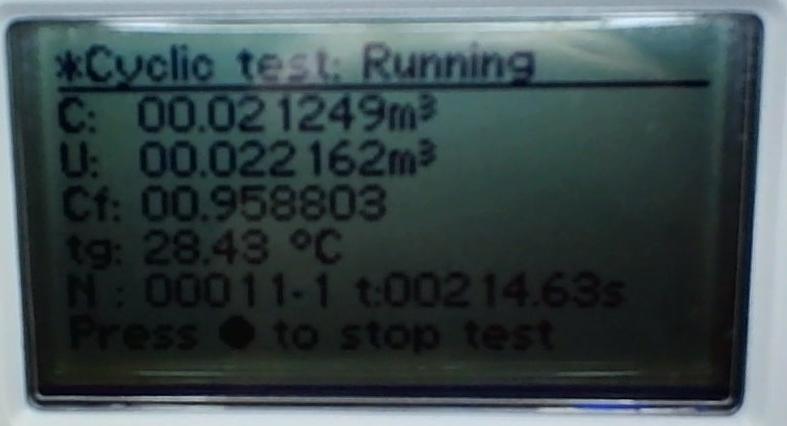 *Cyclic test: Running
C: 00.021249m³
U: 00.022162m³
Cf: 00.958803
tg: 28.43 °C
N : 00011-1 t:00214.63s
Press ● to stop test